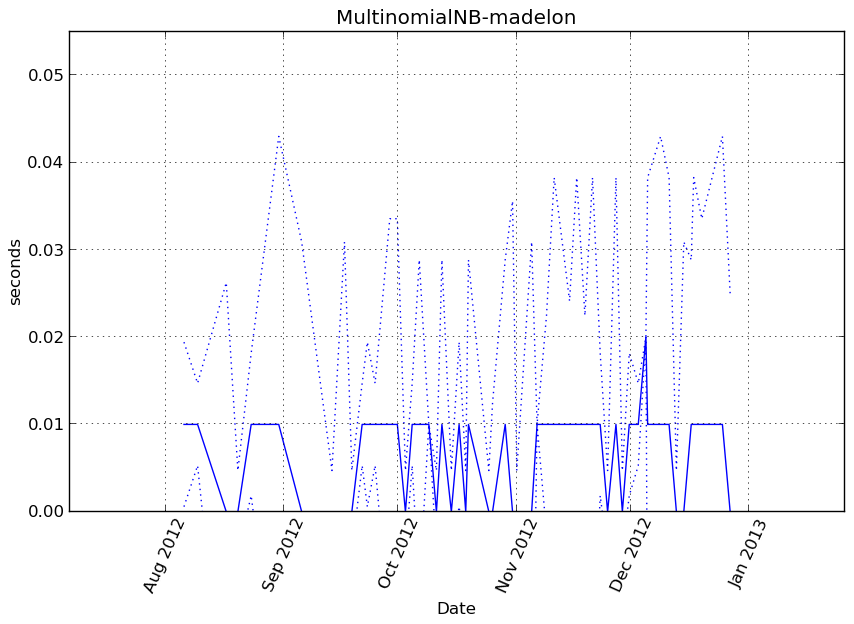 MultinomialNB-madelon
0.05
0.04
0.03
0.02
0.01
0.00
seconds
Aug 2012
Sep 2012
Oct 2012
Nov 2012
Dec 2012
Jan 2013
Date